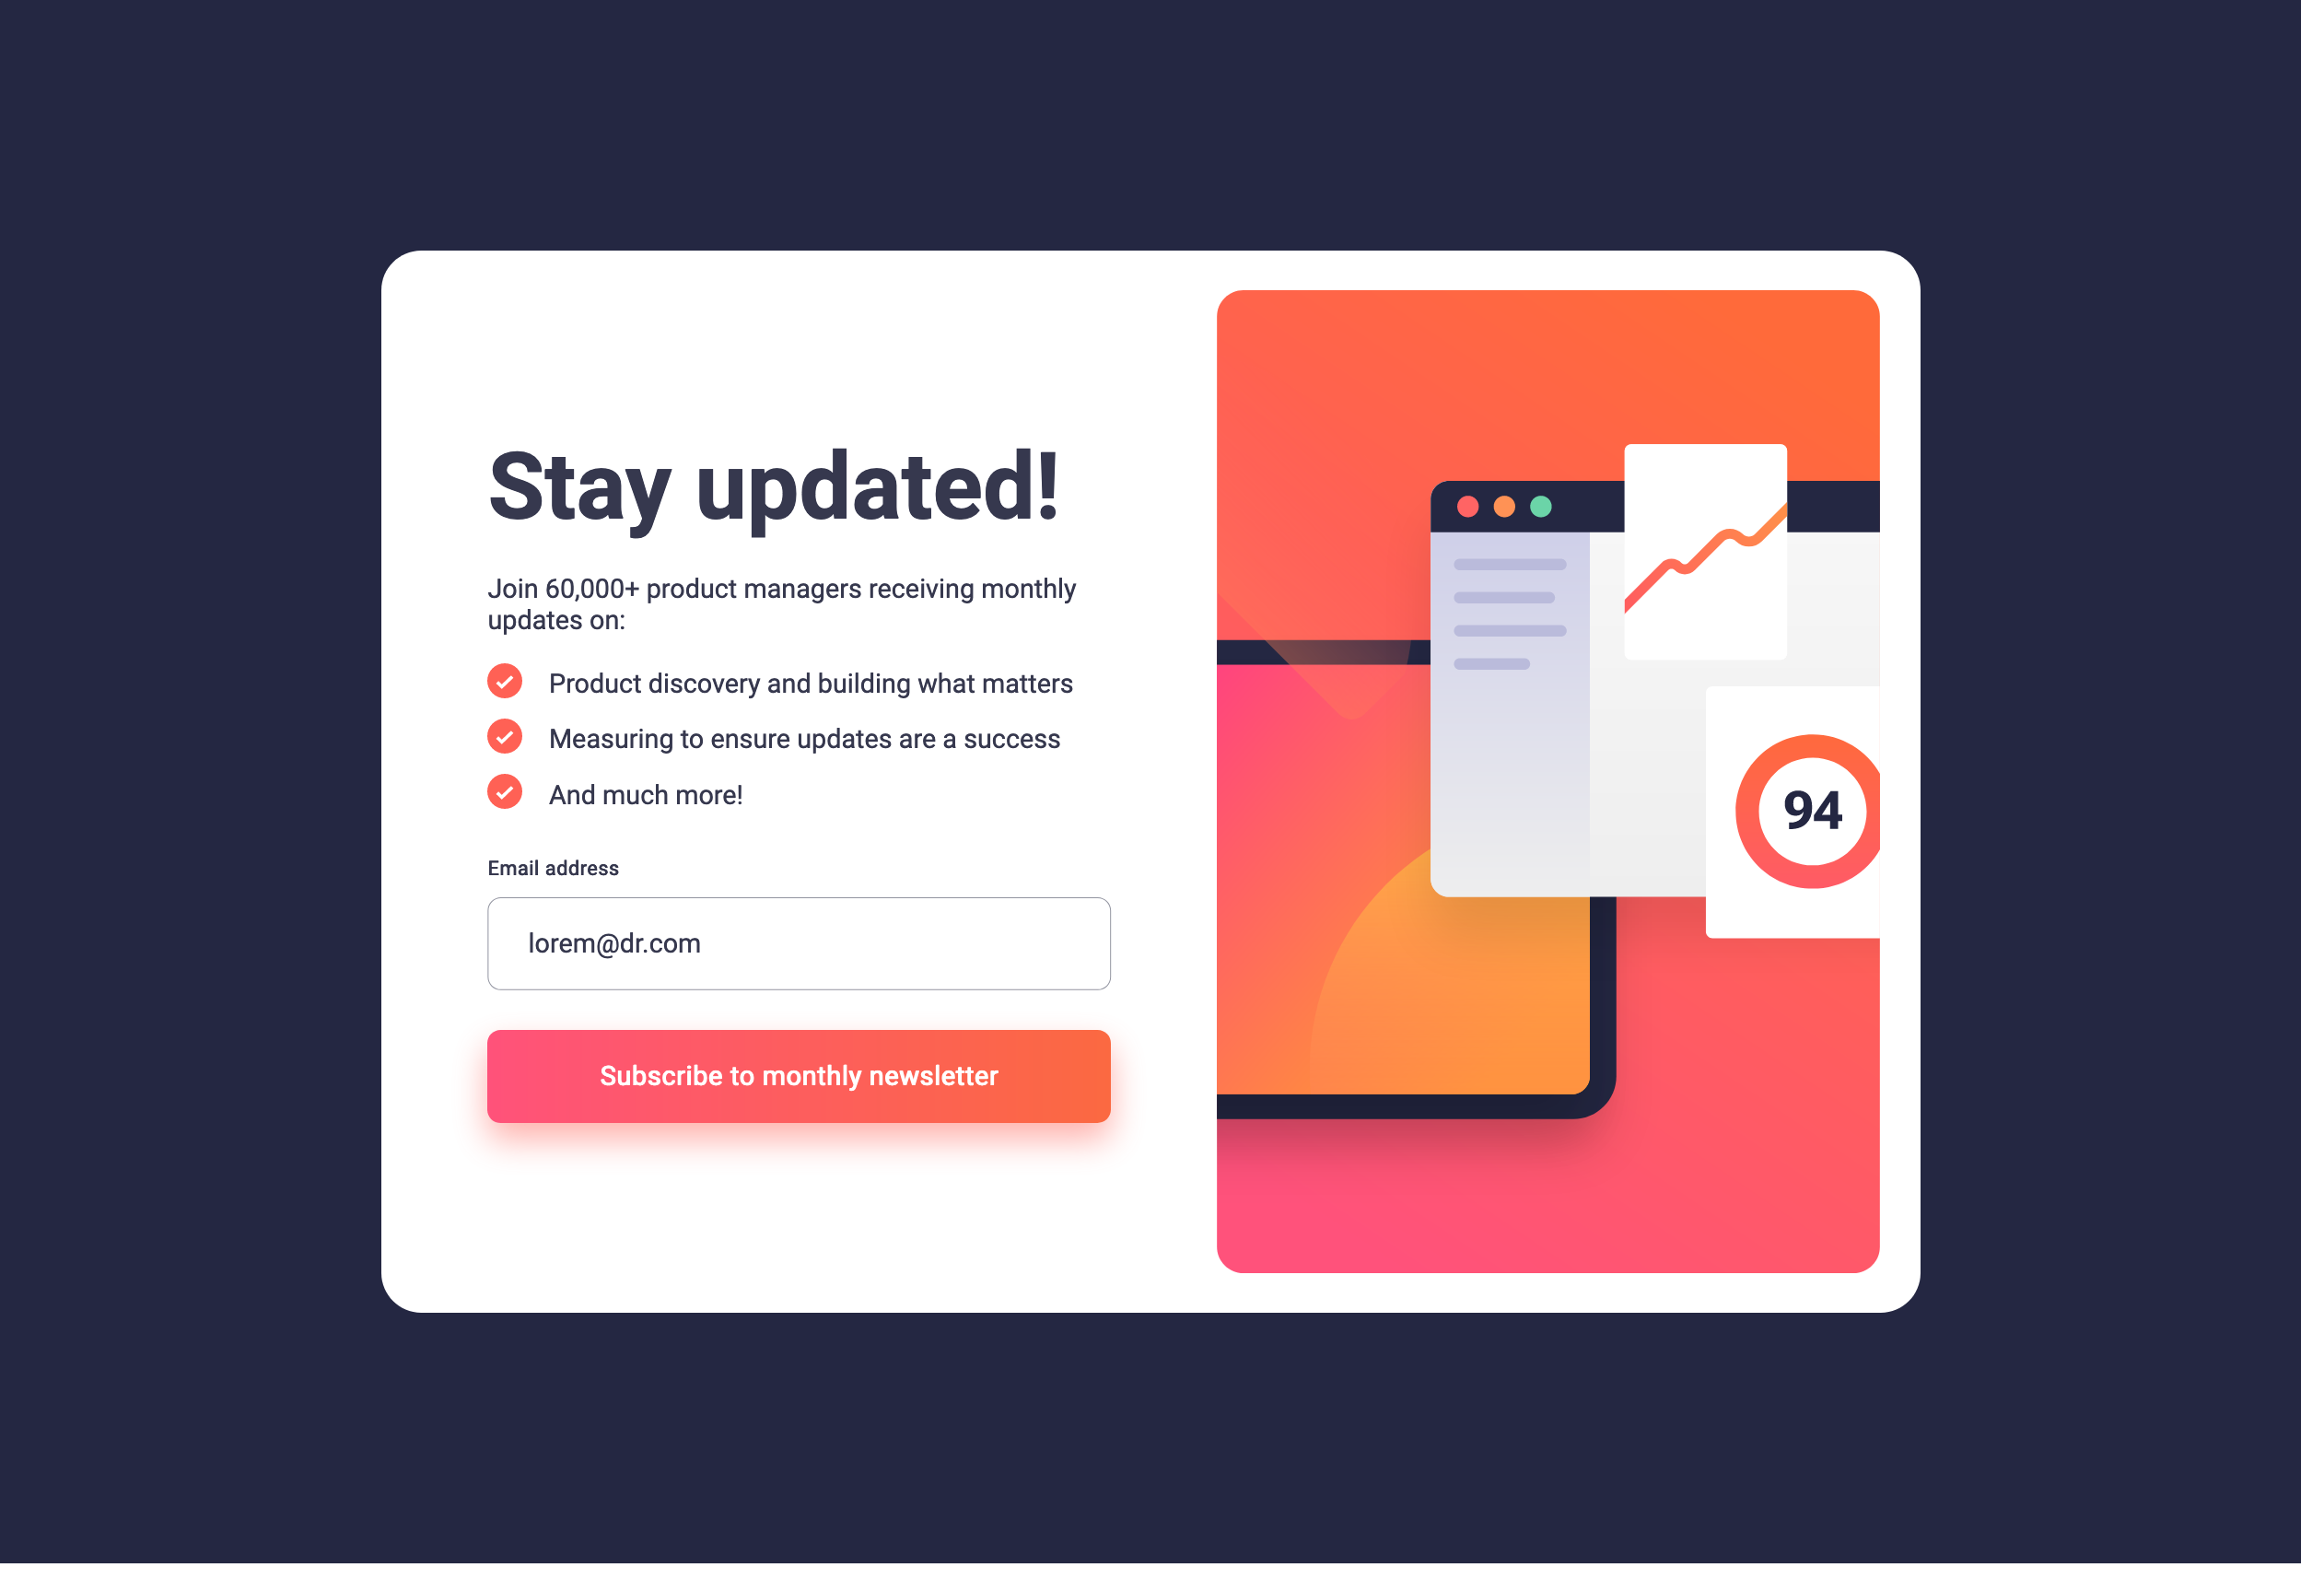 Stay updated!
Join 60,000+ product managers receiving monthly
updates on:
Product discovery and building what matters
Measuring to ensure updates are a success
And much more!
Email address
lorem@dr.com
Subscribe to monthly newsletter
94